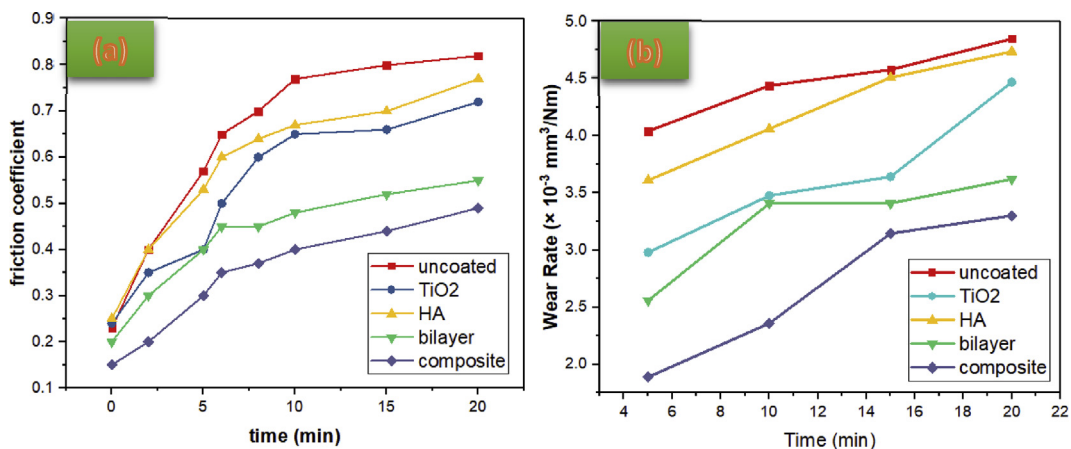 (a)
0.9
0.8
0.7
0.6
0.5
0.4
0.3
0.2
0.1
friction coefficient
0 5 10 15 20
time (min)
uncoated
TiO2
HA
bilayer
composite
(b)
5.0
4.5
4.0
3.5
3.0
2.5
2.0
Wear Rate (× 10⁻³ mm³/Nm)
4 6 8 10 12 14 16 18 20 22
Time (min)
uncoated
TiO2
HA
bilayer
composite